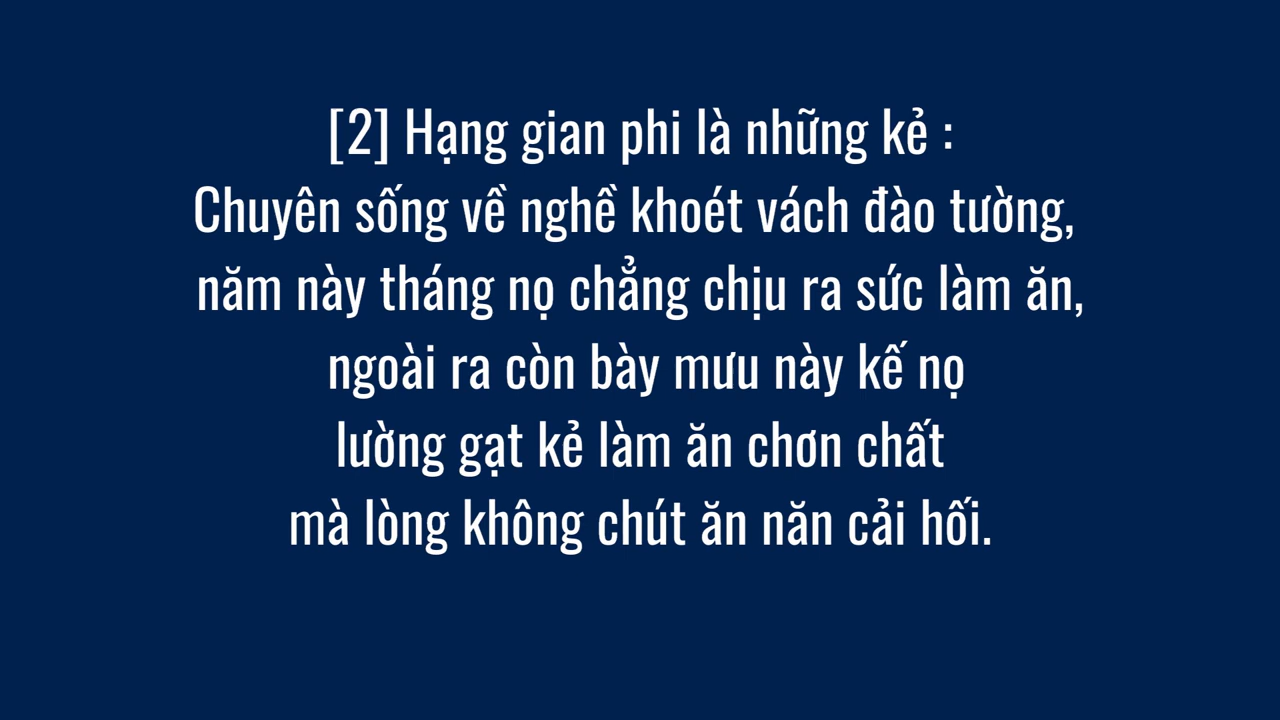 [2] Hạng gian phi là những kẻ :
Chuyên sống về nghề khoét vách đào tường,
năm này tháng nọ chẳng chịu ra sức làm ăn,
ngoài ra còn bày mưu này kế nọ
lường gạt kẻ làm ăn chơn chất
mà lòng không chút ăn năn cải hối.